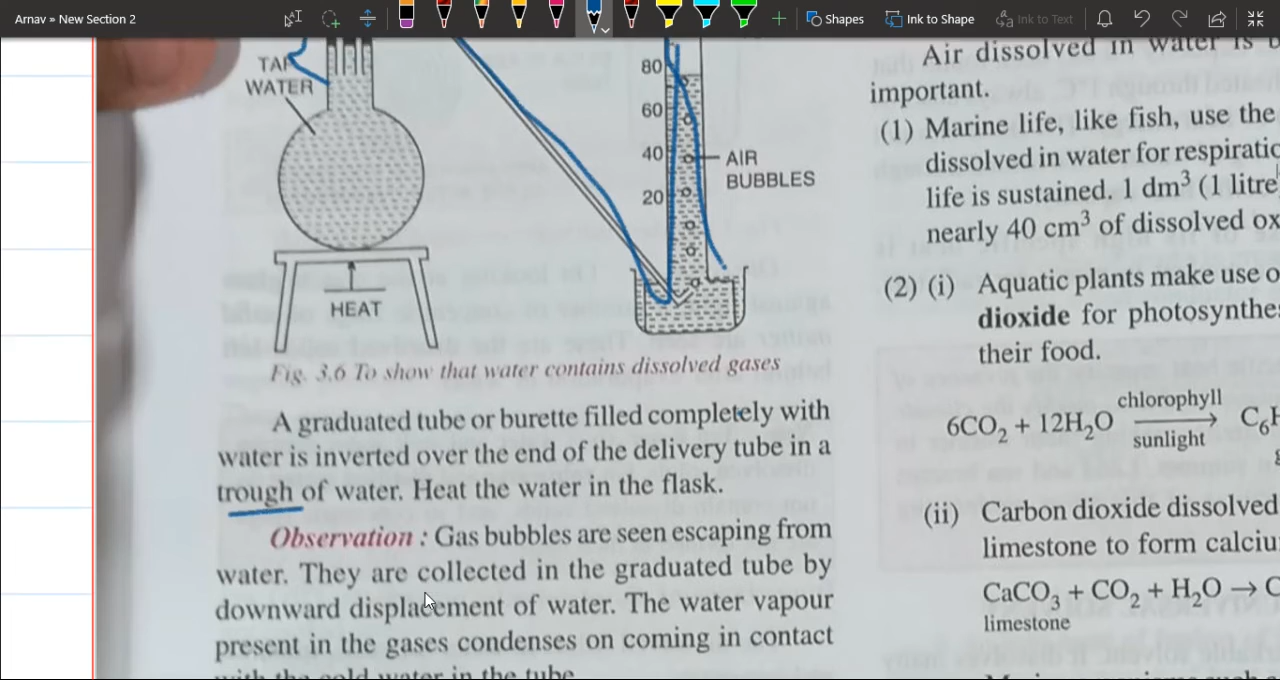 Arnav » New Section 2
Shapes
Ink to Shape
Ink to Text
TAP
WATER
HEAT
80
60
40
20
AIR
BUBBLES
Fig. 3.6 To show that water contains dissolved gases
A graduated tube or burette filled completely with
water is inverted over the end of the delivery tube in a
trough of water. Heat the water in the flask.
Observation : Gas bubbles are seen escaping from
water. They are collected in the graduated tube by
downward displacement of water. The water vapour
present in the gases condenses on coming in contact
with the cold water in the tube.
Air dissolved in water is
important.
(1) Marine life, like fish, use the
dissolved in water for
life is sustained. 1 dm³ (1 litre
nearly 40 cm³ of dissolved
(2) (i) Aquatic plants make use
dioxide for
their food.
6CO₂ + 12H₂O chlorophyll
sunlight →
(ii) Carbon dioxide dissolved
limestone to form
CaCO₃ + CO₂ + H₂O →
limestone